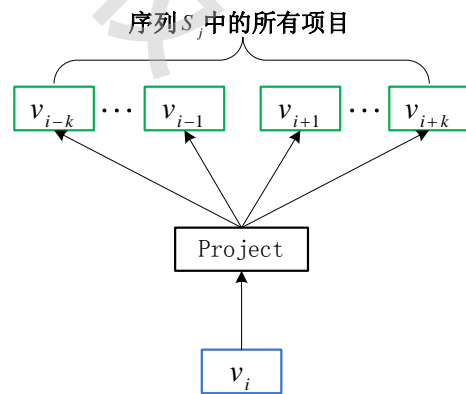 序列 S_j 中的所有项目
v_{i-k} ··· v_{i-1} v_{i+1} ··· v_{i+k}
Project
v_i